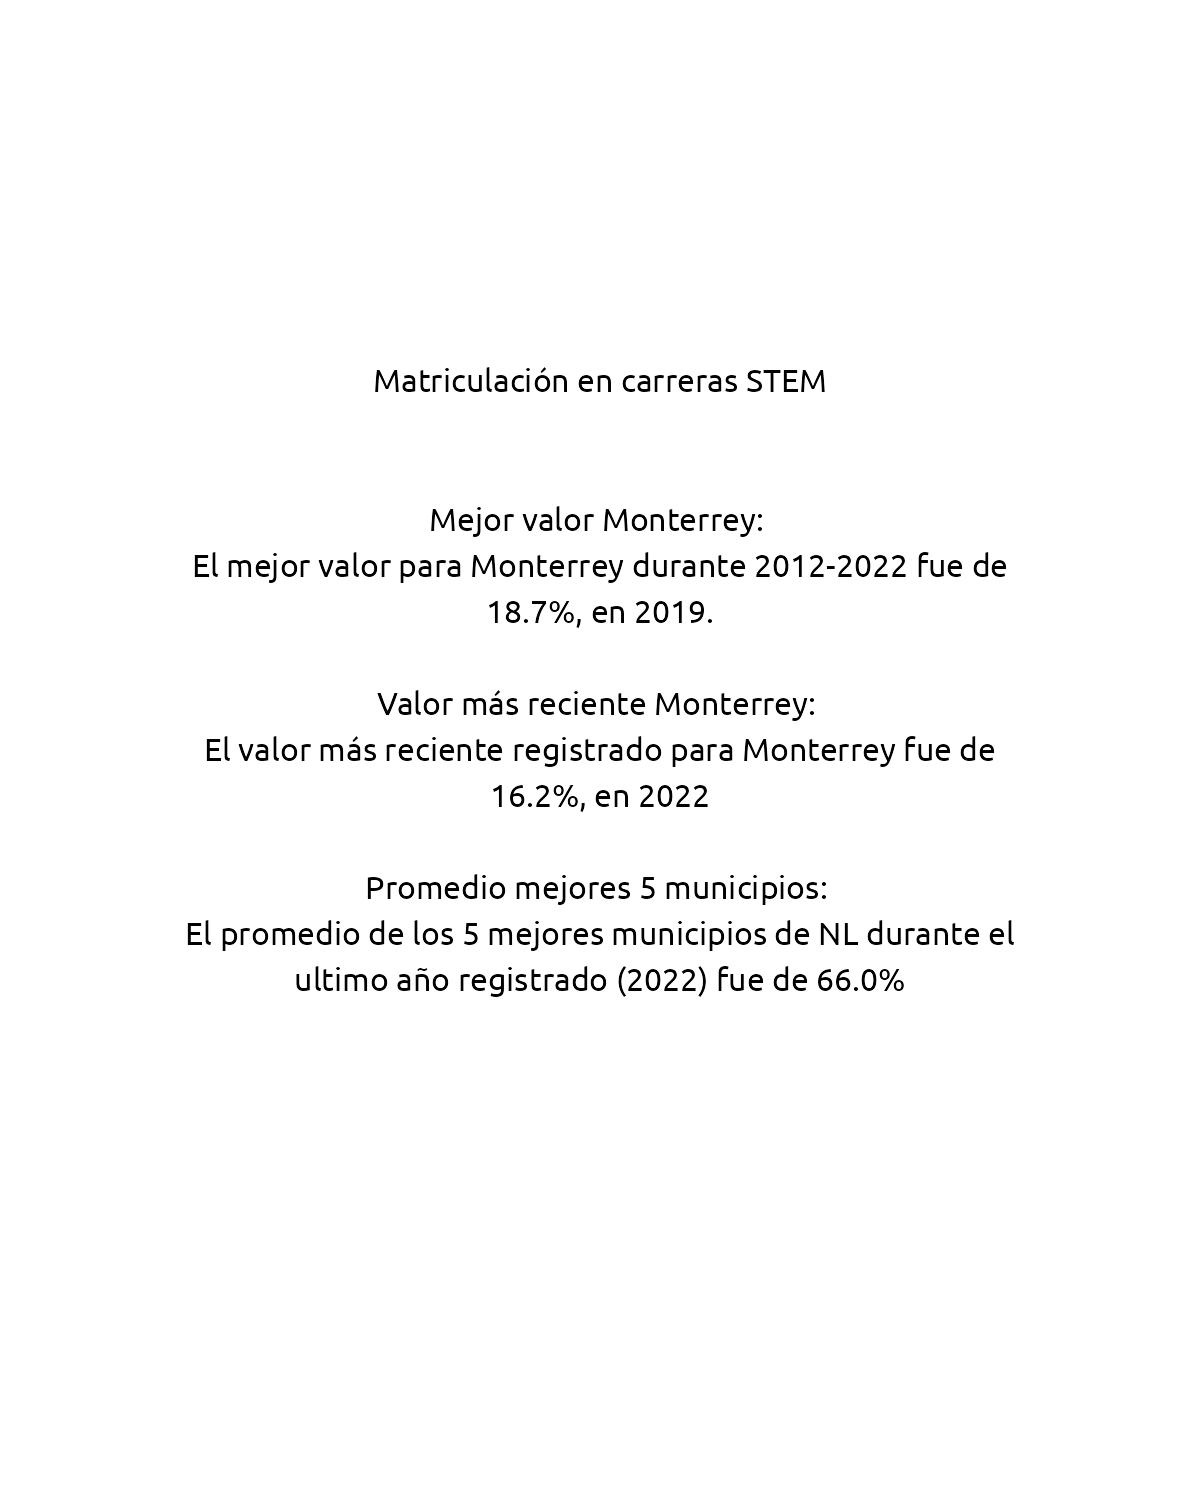 Matriculación en carreras STEM
Mejor valor Monterrey:
El mejor valor para Monterrey durante 2012-2022 fue de
18.7%, en 2019.
Valor más reciente Monterrey:
El valor más reciente registrado para Monterrey fue de
16.2%, en 2022
Promedio mejores 5 municipios:
El promedio de los 5 mejores municipios de NL durante el
ultimo año registrado (2022) fue de 66.0%